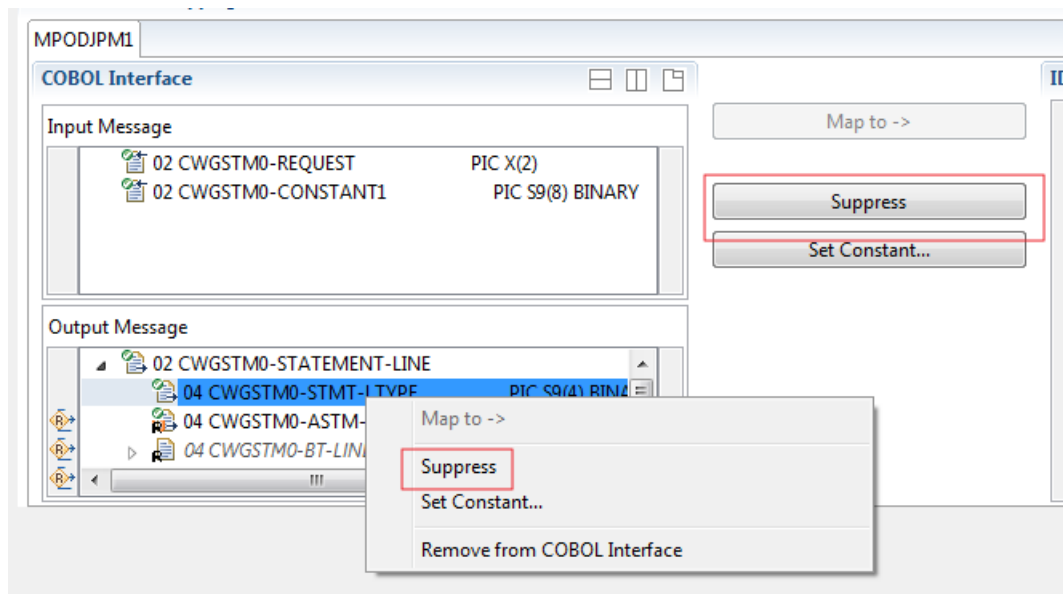 MPODJPM1
COBOL Interface
Input Message
02 CWGSTM0-REQUEST PIC X(2)
02 CWGSTM0-CONSTANT1 PIC S9(8) BINARY
Map to ->
Suppress
Set Constant...
Output Message
02 CWGSTM0-STATEMENT-LINE
04 CWGSTM0-STMT-LTYPE PIC S9(4) BINA
04 CWGSTM0-ASTM-
04 CWGSTM0-BT-LIN
Map to ->
Suppress
Set Constant...
Remove from COBOL Interface